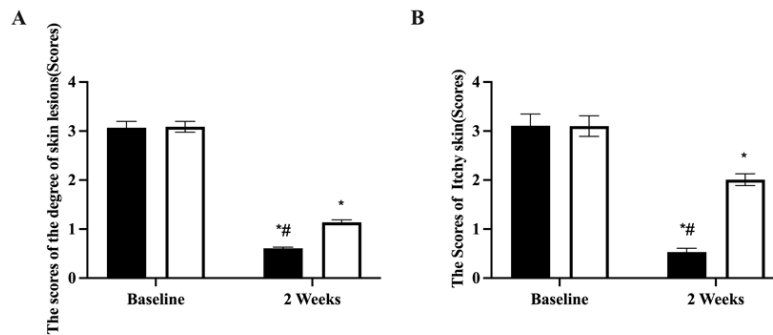 A
The scores of the degree of skin lesions(Scores)
4
3
2
1
0
*#
*
Baseline
2 Weeks
B
The Scores of Itchy skin(Scores)
4
3
2
1
0
*#
*
Baseline
2 Weeks